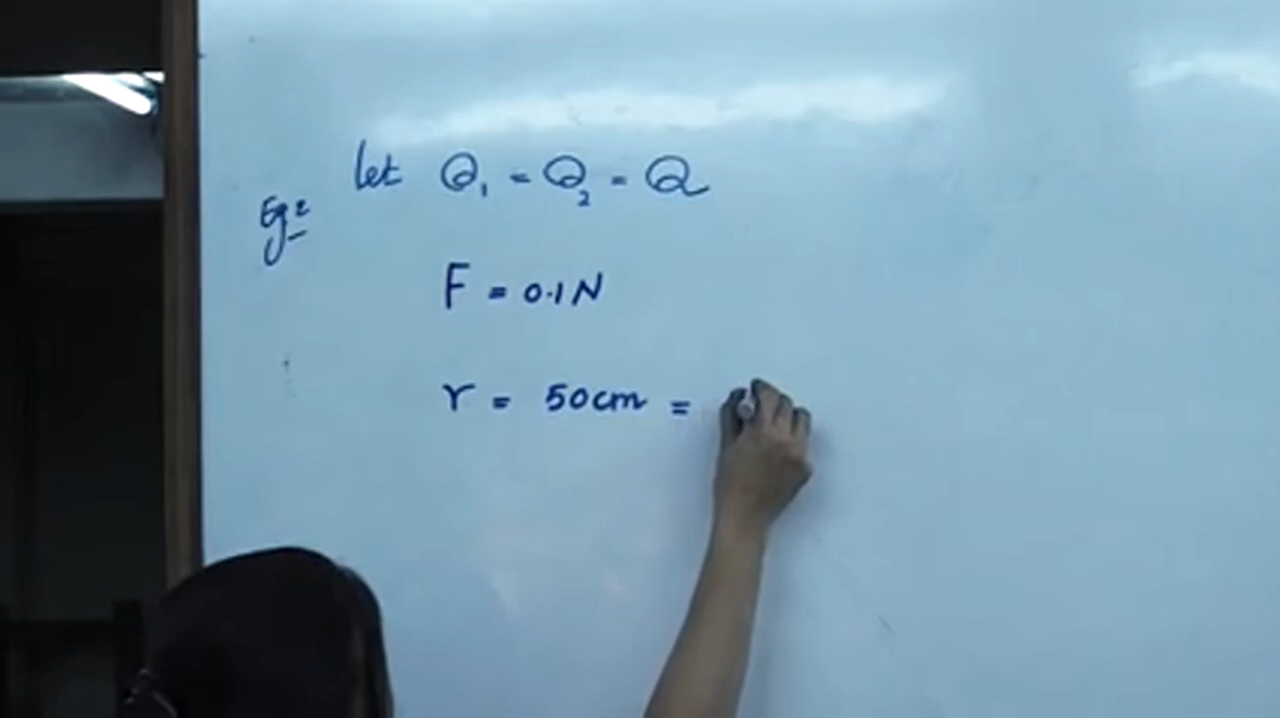 let Q₁ = Q₂ = Q
Eg:
F = 0.1N
r = 50cm =